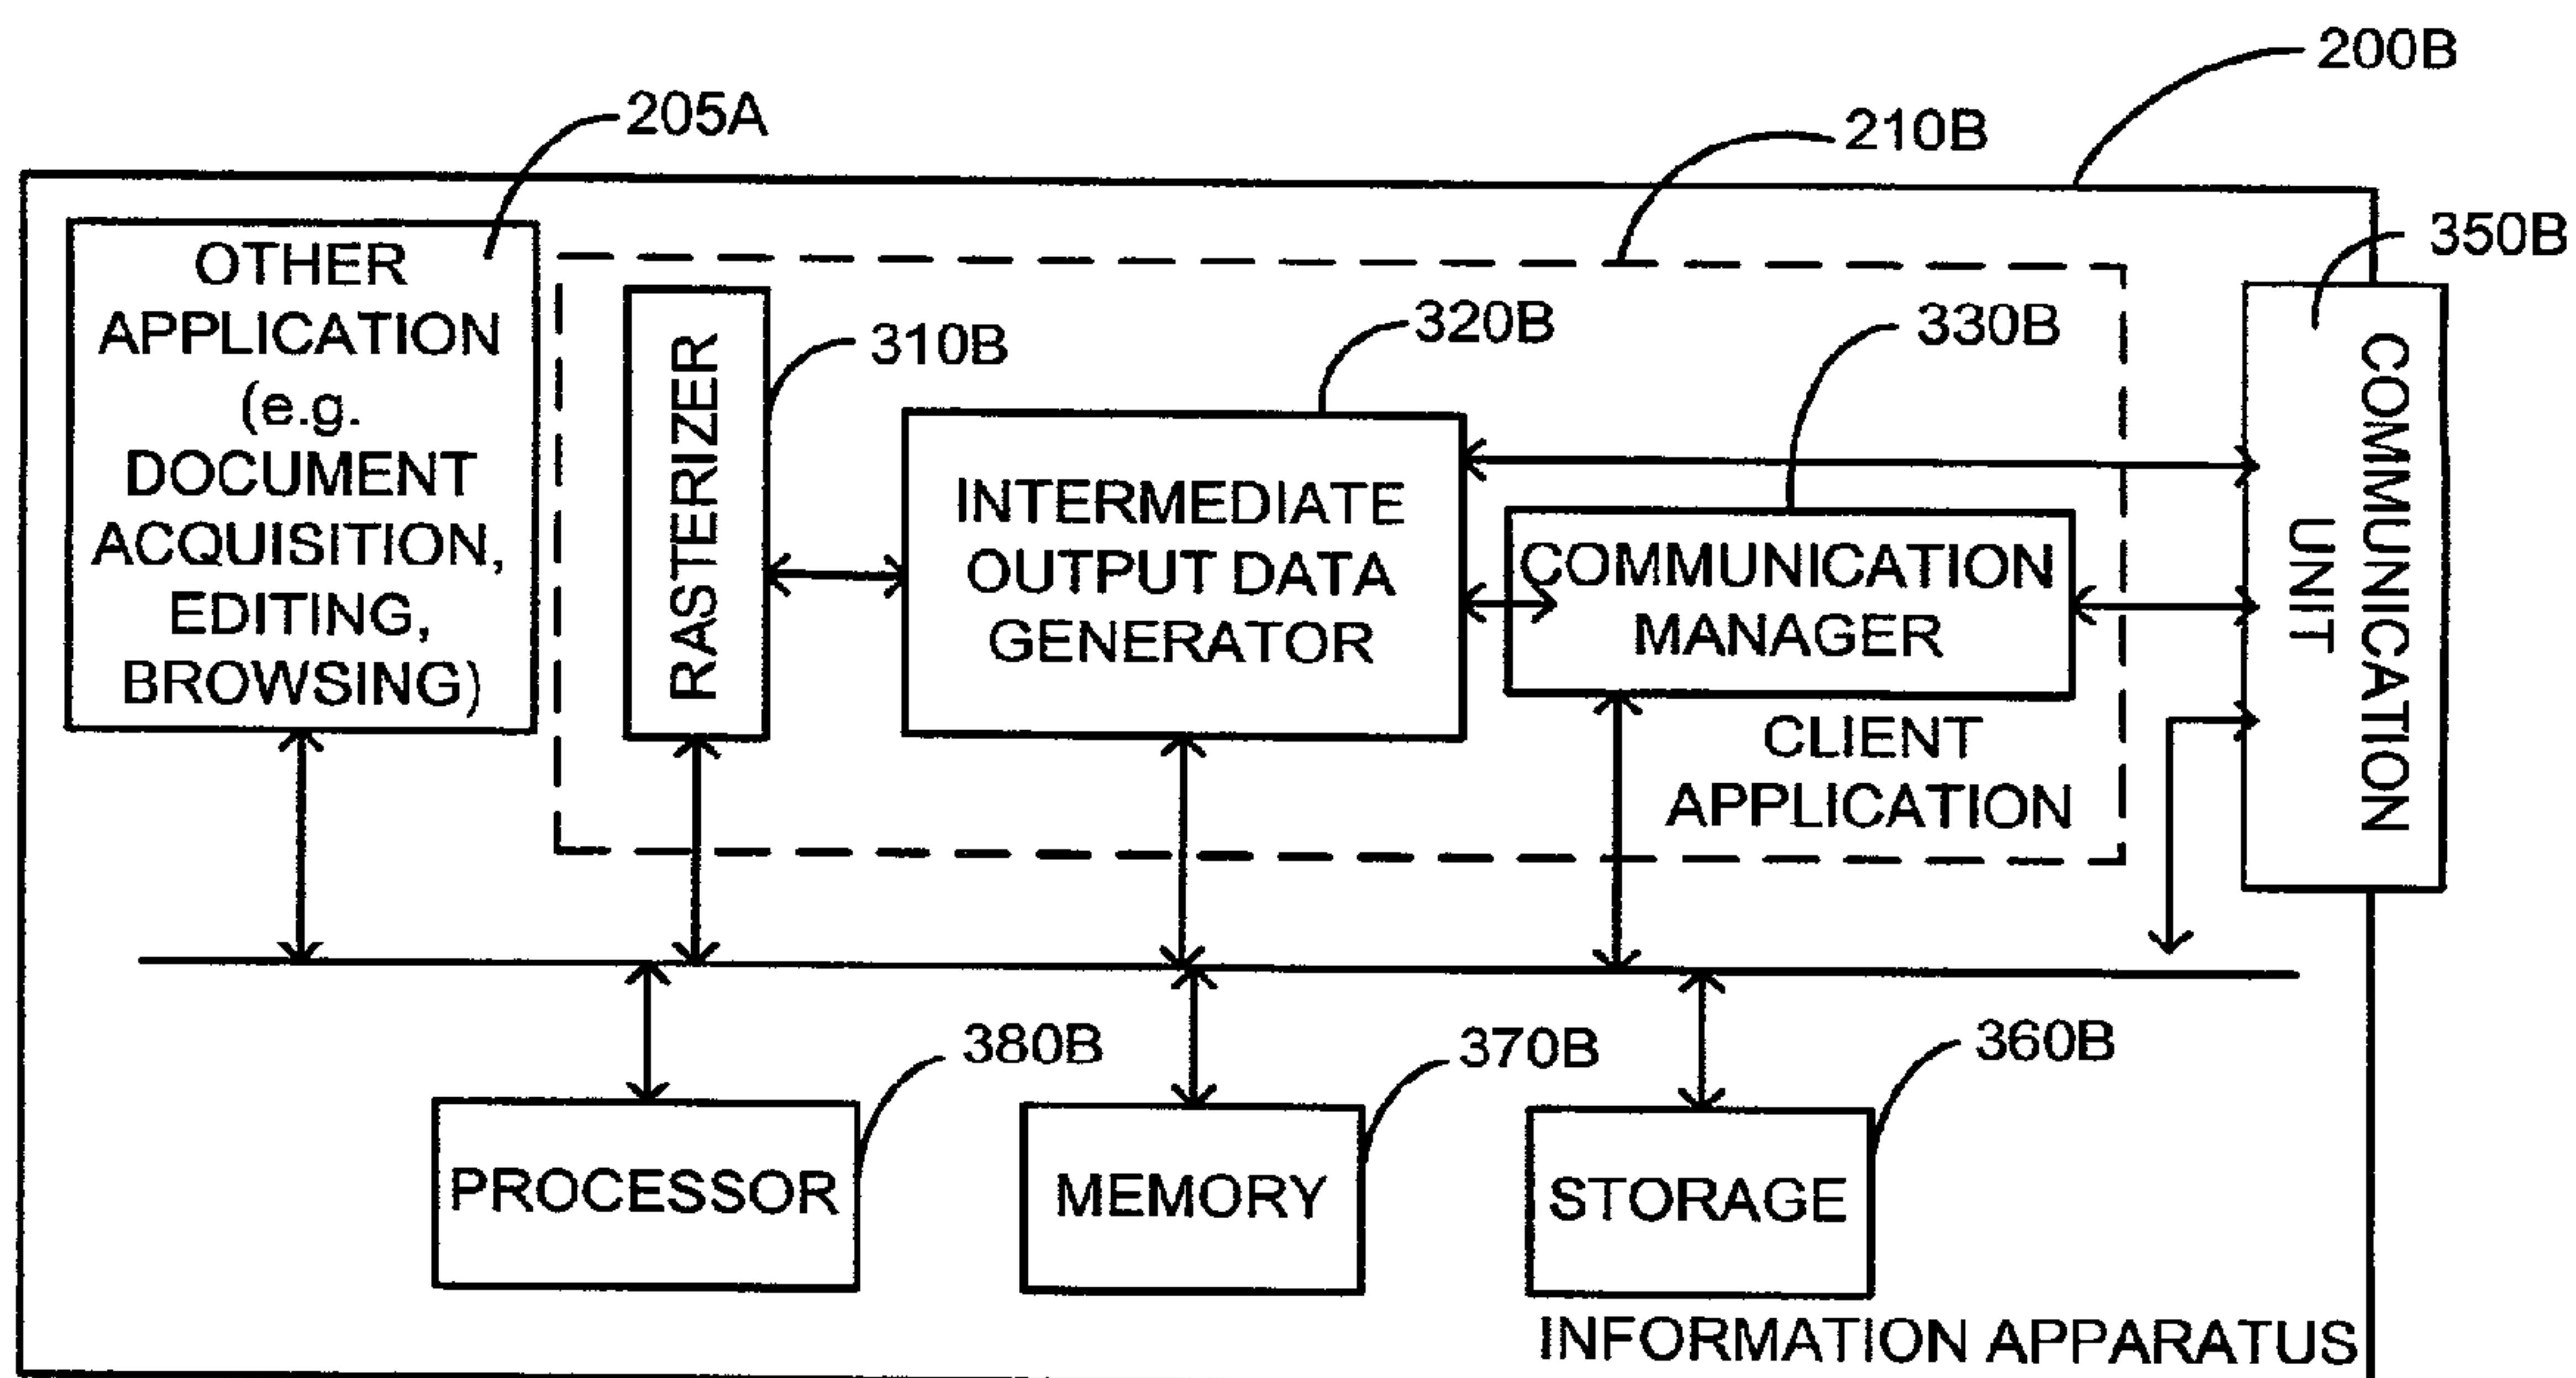 200B
205A
210B
350B
OTHER
APPLICATION
(e.g.
DOCUMENT
ACQUISITION,
EDITING,
BROWSING)
RASTERIZER
310B
320B
INTERMEDIATE
OUTPUT DATA
GENERATOR
330B
COMMUNICATION
MANAGER
CLIENT
APPLICATION
COMMUNICATION
UNIT
380B
370B
360B
PROCESSOR
MEMORY
STORAGE
INFORMATION APPARATUS